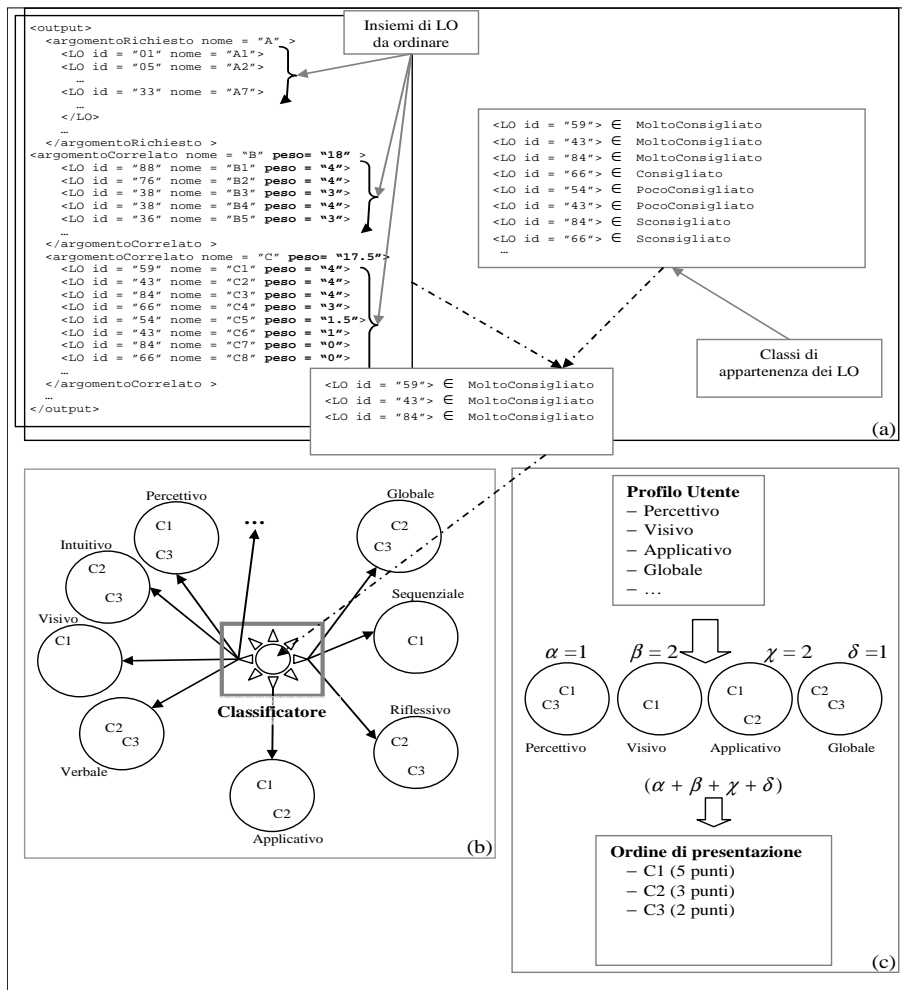 <output>
<argomentoRichiesto nome = "A" >
<LO id = "01" nome = "A1">
<LO id = "05" nome = "A2">
…
<LO id = "33" nome = "A7">
…
</LO>
…
</argomentoRichiesto >
<argomentoCorrelato nome = "B" peso= "18" >
<LO id = "88" nome = "B1" peso = "4">
<LO id = "76" nome = "B2" peso = "4">
<LO id = "38" nome = "B3" peso = "3">
<LO id = "38" nome = "B4" peso = "4">
<LO id = "36" nome = "B5" peso = "3">
…
</argomentoCorrelato >
<argomentoCorrelato nome = "C" peso= "17.5">
<LO id = "59" nome = "C1" peso = "4">
<LO id = "43" nome = "C2" peso = "4">
<LO id = "84" nome = "C3" peso = "4">
<LO id = "66" nome = "C4" peso = "3">
<LO id = "54" nome = "C5" peso = "1.5">
<LO id = "43" nome = "C6" peso = "1">
<LO id = "84" nome = "C7" peso = "0">
<LO id = "66" nome = "C8" peso = "0">
…
</argomentoCorrelato >
…
</output>
Insiemi di LO
da ordinare
<LO id = "59"> ∈ MoltoConsigliato
<LO id = "43"> ∈ MoltoConsigliato
<LO id = "84"> ∈ MoltoConsigliato
<LO id = "66"> ∈ Consigliato
<LO id = "54"> ∈ PocoConsigliato
<LO id = "43"> ∈ PocoConsigliato
<LO id = "84"> ∈ Sconsigliato
<LO id = "66"> ∈ Sconsigliato
…
Classi di
appartenenza dei LO
<LO id = "59"> ∈ MoltoConsigliato
<LO id = "43"> ∈ MoltoConsigliato
<LO id = "84"> ∈ MoltoConsigliato
(a)
Percettivo
C1
C3
...
Globale
C2
C3
Intuitivo
C2
C3
Sequenziale
C1
Visivo
C1
Classificatore
Verbale
C2
C3
Riflessivo
C2
C3
C1
C2
Applicativo
(b)
Profilo Utente
– Percettivo
– Visivo
– Applicativo
– Globale
– …
α =1 β = 2 χ = 2 δ =1
C1
C3
C1
C1
C2
C2
C3
Percettivo Visivo Applicativo Globale
(α + β + χ + δ)
Ordine di presentazione
– C1 (5 punti)
– C2 (3 punti)
– C3 (2 punti)
(c)